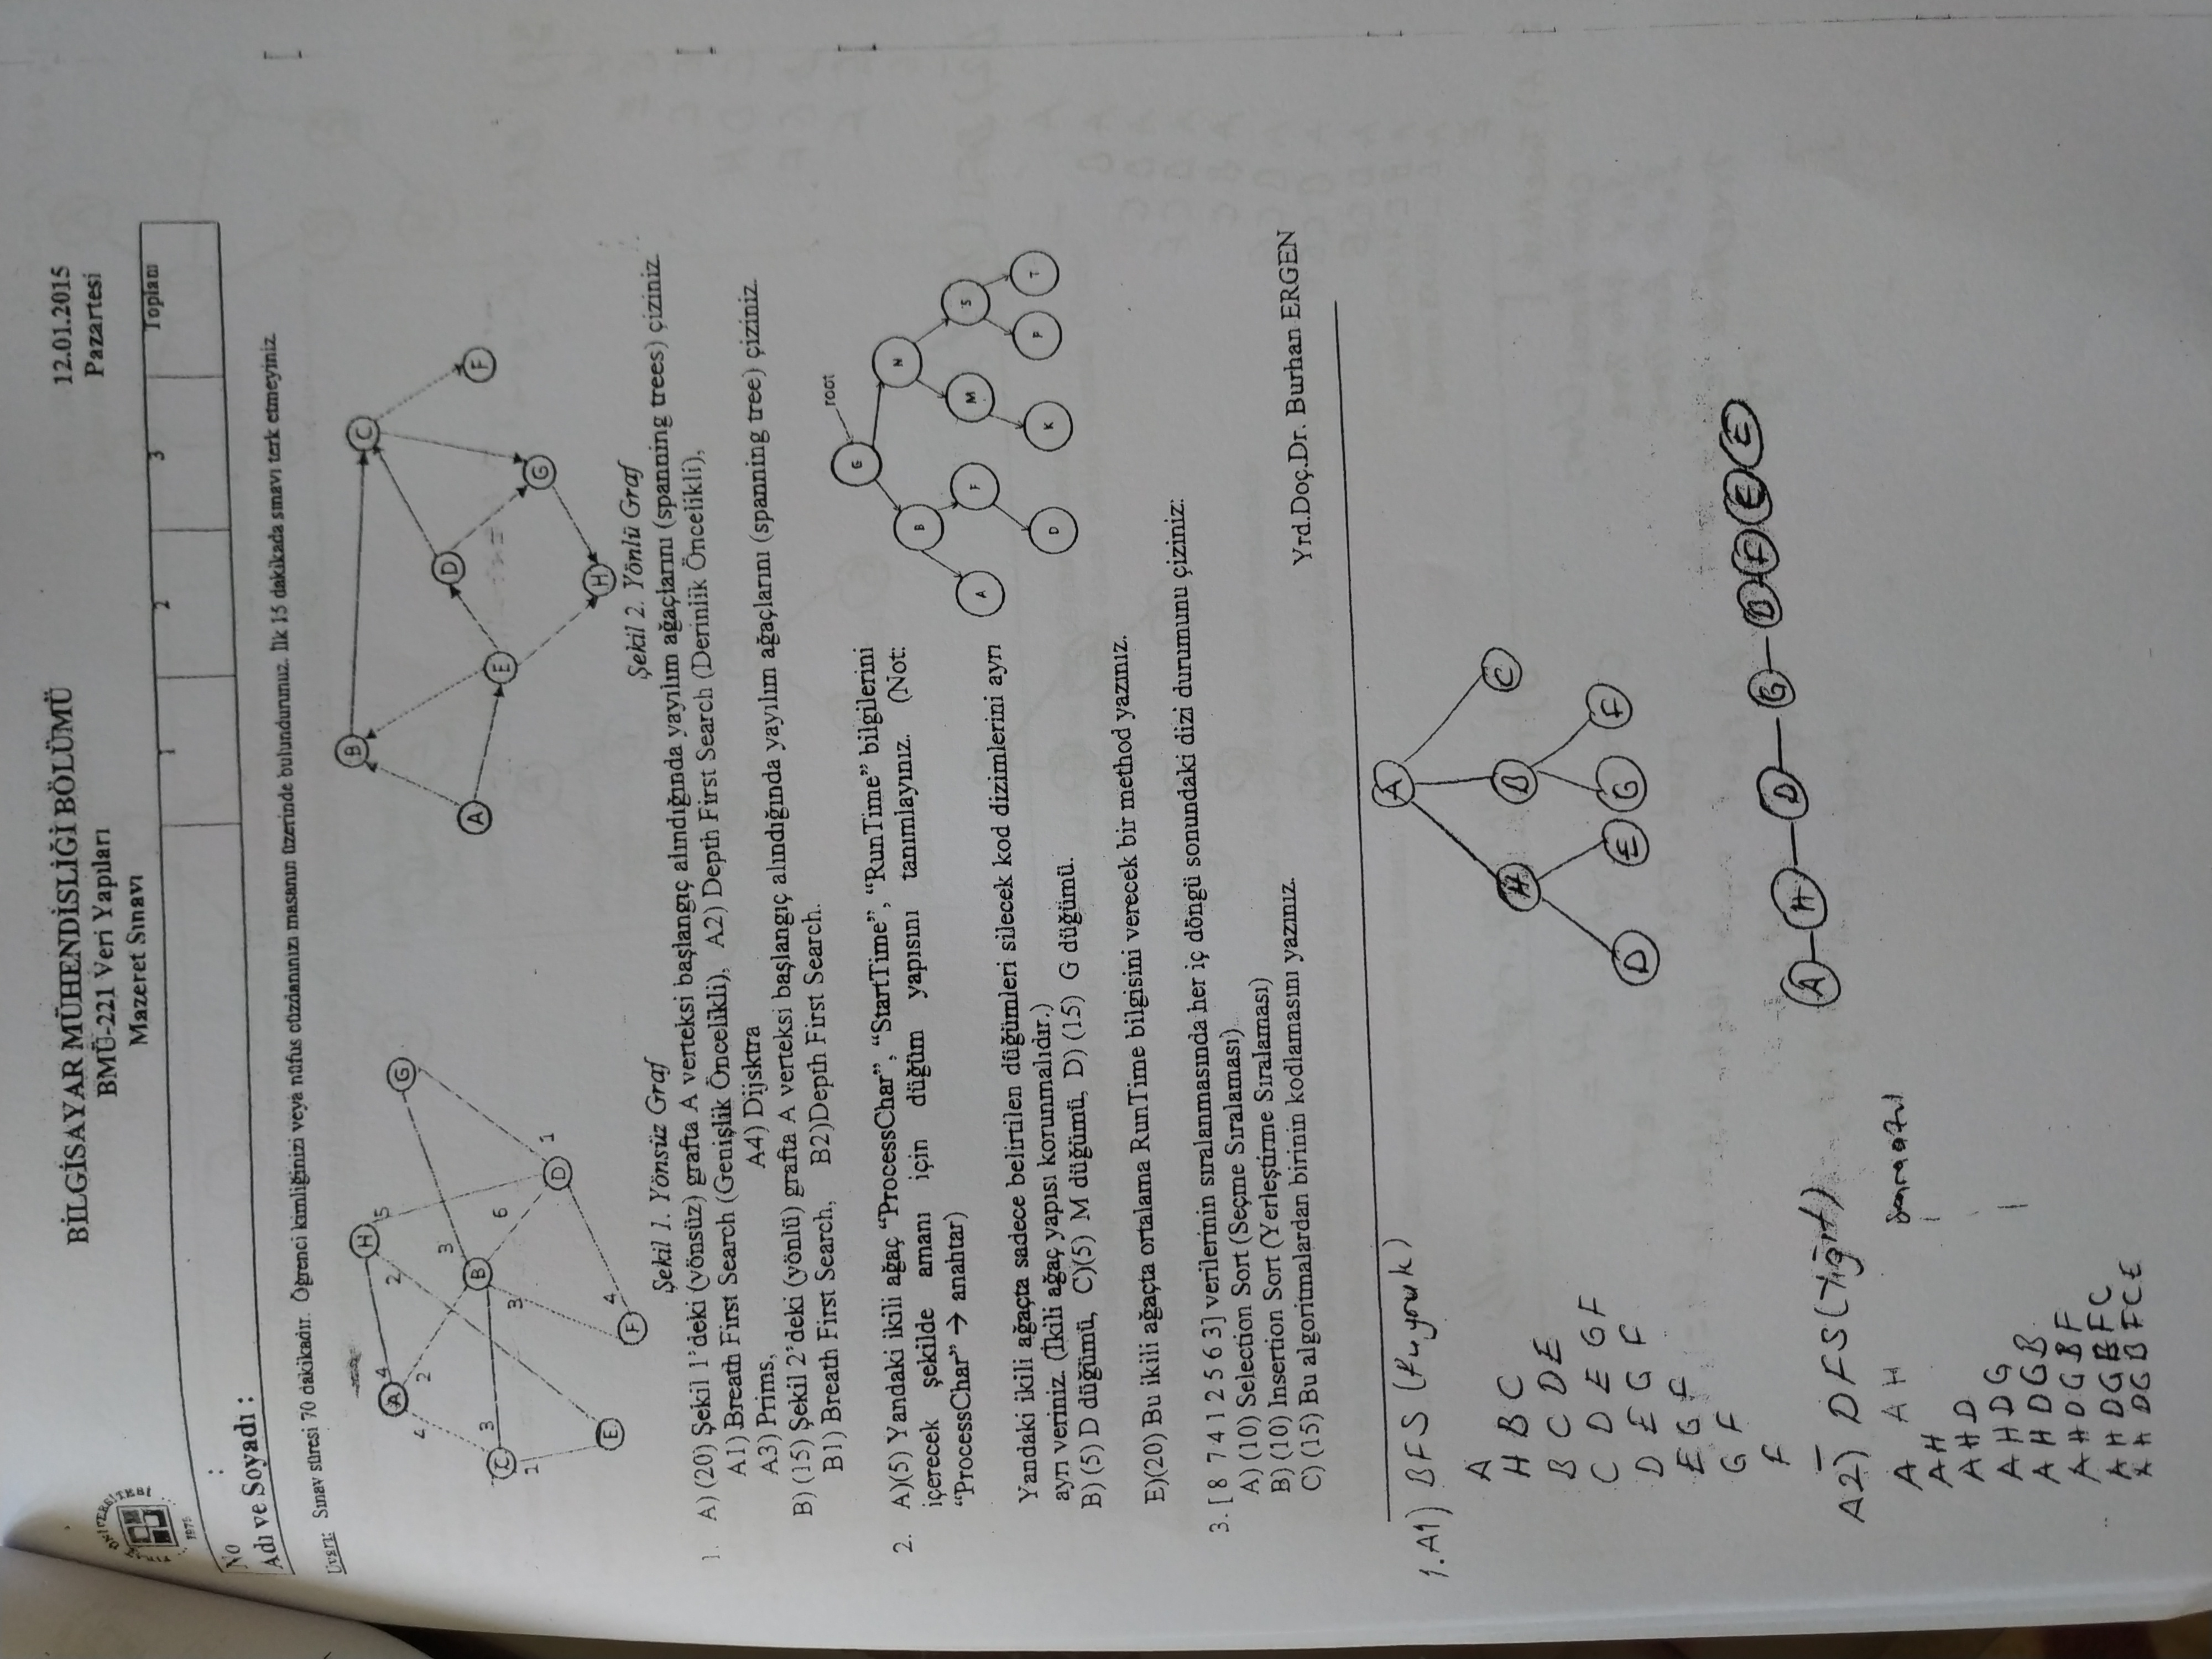 BİLGİSAYAR MÜHENDİSLİĞİ BÖLÜMÜ
BMÜ-221 Veri Yapıları
Mazeret Sınavı
12.01.2015
Pazartesi
FIRAT ÜNİVERSİTESİ
1975
1 2 3 Toplam
No :
Adı ve Soyadı :
Uyarı: Sınav süresi 70 dakikadır. Öğrenci kimliğinizi veya nüfus cüzdanınızı masanın üzerinde bulundurunuz. İlk 15 dakikada sınavı terk etmeyiniz.
A 4 H 5
4 2 2 G
3
C 3 B
1 3 6
D 1
E
F 4
Şekil 1. Yönsüz Graf
B C
D
A E F
G
H
Şekil 2. Yönlü Graf
1. A) (20) Şekil 1'deki (yönsüz) grafta A verteksi başlangıç alındığında yayılım ağaçlarını (spanning trees) çiziniz.
A1) Breath First Search (Genişlik Öncelikli), A2) Depth First Search (Derinlik Öncelikli),
A3) Prims, A4) Dijsktra
B) (15) Şekil 2'deki (yönlü) grafta A verteksi başlangıç alındığında yayılım ağaçlarını (spanning tree) çiziniz.
B1) Breath First Search, B2)Depth First Search.
2. A)(5) Yandaki ikili ağaç “ProcessChar”, “StartTime”, “RunTime” bilgilerini
içerecek şekilde amanı için düğüm yapısını tanımlayınız. (Not:
“ProcessChar” → anahtar)
Yandaki ikili ağaçta sadece belirtilen düğümleri silecek kod dizimlerini ayrı
ayrı veriniz. (İkili ağaç yapısı korunmalıdır.)
B) (5) D düğümü, C)(5) M düğümü, D) (15) G düğümü.
E)(20) Bu ikili ağaçta ortalama RunTime bilgisini verecek bir method yazınız.
root
G
B N
A F M S
D K P T
3. [ 8 7 4 1 2 5 6 3] verilerinin sıralanmasında her iç döngü sonundaki dizi durumunu çiziniz:
A) (10) Selection Sort (Seçme Sıralaması)
B) (10) Insertion Sort (Yerleştirme Sıralaması)
C) (15) Bu algoritmalardan birinin kodlamasını yazınız.
Yrd.Doç.Dr. Burhan ERGEN
1.A1) BFS (Kuyruk)
A
H B C
B C D E
C D E G F
D E G F
E G F
G F
F
–
A
H B C
D E G F
A2) DFS (Yığıt)
A H D G B F
A A H
A H
A H D
A H D G
A H D G B
A H D G B F
A H D G B F C
A H D G B F C E